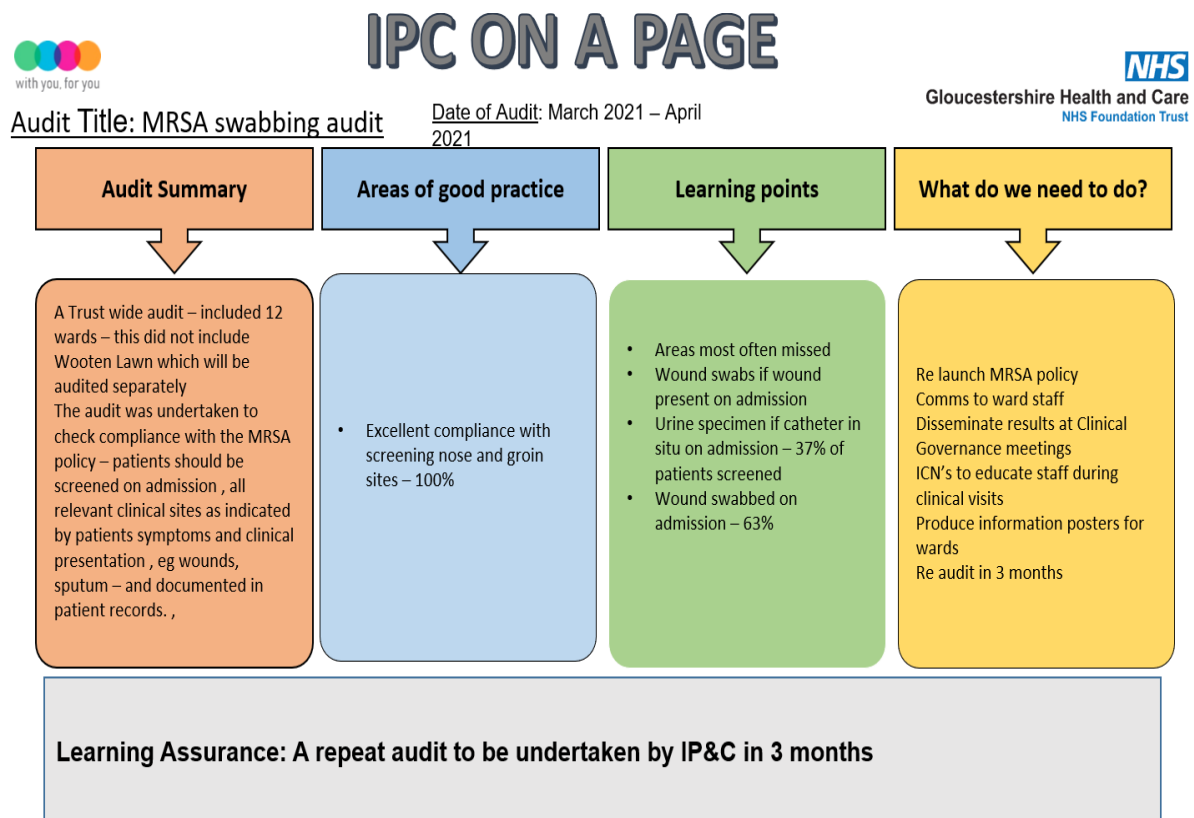 IPC ON A PAGE
with you, for you
NHS
Gloucestershire Health and Care
NHS Foundation Trust
Audit Title: MRSA swabbing audit
Date of Audit: March 2021 – April
2021
Audit Summary
A Trust wide audit – included 12
wards – this did not include
Wooten Lawn which will be
audited separately
The audit was undertaken to
check compliance with the MRSA
policy – patients should be
screened on admission , all
relevant clinical sites as indicated
by patients symptoms and clinical
presentation , eg wounds,
sputum – and documented in
patient records. ,
Areas of good practice
• Excellent compliance with
screening nose and groin
sites – 100%
Learning points
• Areas most often missed
• Wound swabs if wound
present on admission
• Urine specimen if catheter in
situ on admission – 37% of
patients screened
• Wound swabbed on
admission – 63%
What do we need to do?
Re launch MRSA policy
Comms to ward staff
Disseminate results at Clinical
Governance meetings
ICN's to educate staff during
clinical visits
Produce information posters for
wards
Re audit in 3 months
Learning Assurance: A repeat audit to be undertaken by IP&C in 3 months